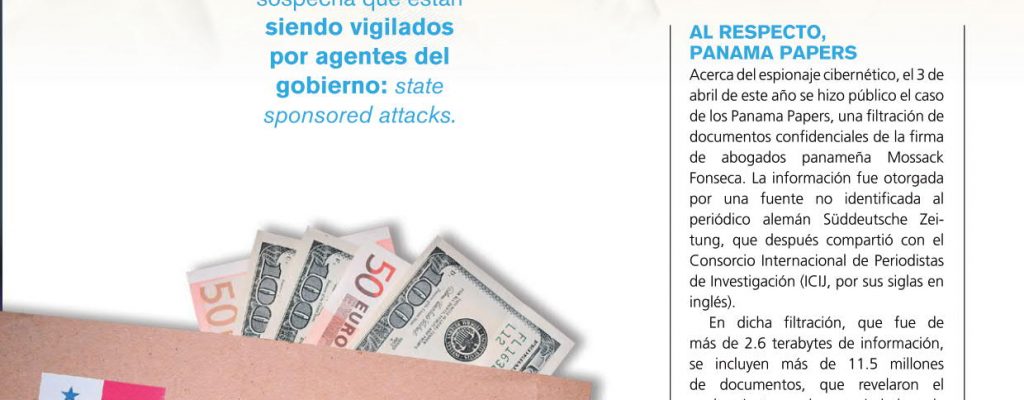 sospecha que están
siendo vigilados
por agentes del
gobierno: state
sponsored attacks.
AL RESPECTO,
PANAMA PAPERS
Acerca del espionaje cibernético, el 3 de
abril de este año se hizo público el caso
de los Panama Papers, una filtración de
documentos confidenciales de la firma
de abogados panameña Mossack
Fonseca. La información fue otorgada
por una fuente no identificada al
periódico alemán Süddeutsche Zei-
tung, que después compartió con el
Consorcio Internacional de Periodistas
de Investigación (ICIJ, por sus siglas en
inglés).
En dicha filtración, que fue de
más de 2.6 terabytes de información,
se incluyen más de 11.5 millones
de documentos, que revelaron el
50
100
100
50 EURO
100
FL
L12